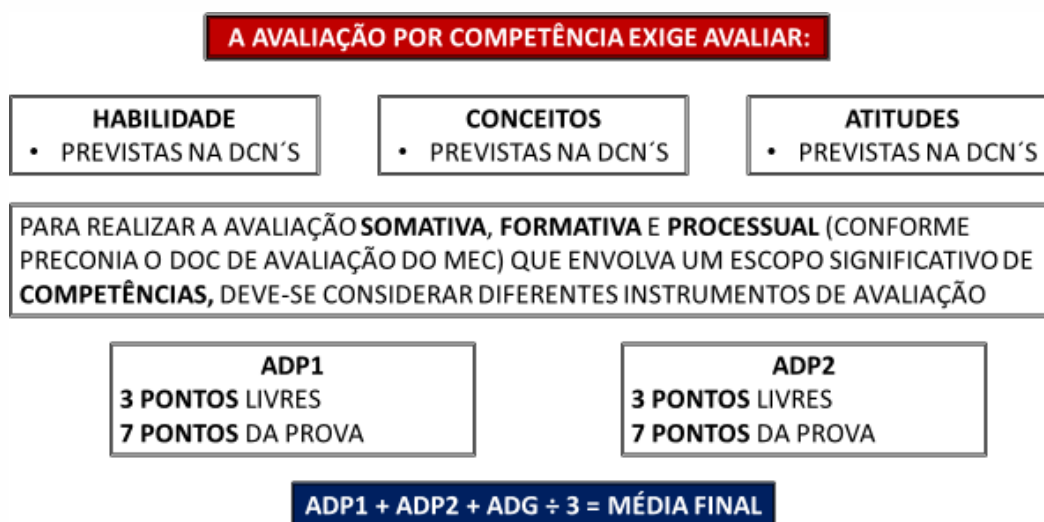 A AVALIAÇÃO POR COMPETÊNCIA EXIGE AVALIAR:
HABILIDADE
• PREVISTAS NA DCN´S
CONCEITOS
• PREVISTAS NA DCN´S
ATITUDES
• PREVISTAS NA DCN´S
PARA REALIZAR A AVALIAÇÃO SOMATIVA, FORMATIVA E PROCESSUAL (CONFORME
PRECONIA O DOC DE AVALIAÇÃO DO MEC) QUE ENVOLVA UM ESCOPO SIGNIFICATIVO DE
COMPETÊNCIAS, DEVE-SE CONSIDERAR DIFERENTES INSTRUMENTOS DE AVALIAÇÃO
ADP1
3 PONTOS LIVRES
7 PONTOS DA PROVA
ADP2
3 PONTOS LIVRES
7 PONTOS DA PROVA
ADP1 + ADP2 + ADG ÷ 3 = MÉDIA FINAL